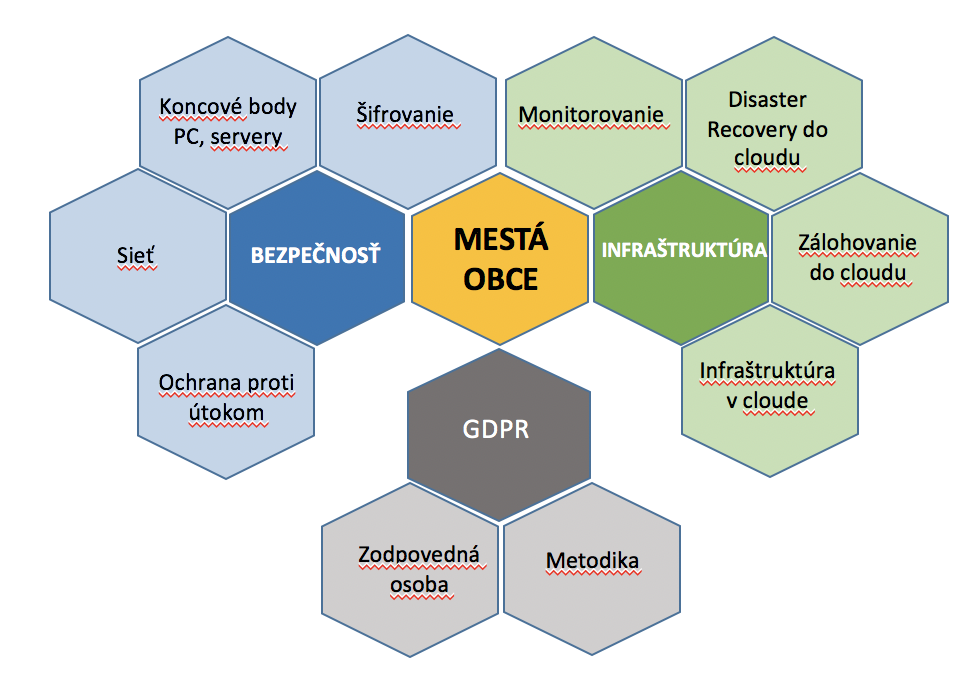 Koncové body
PC, servery
Šifrovanie
Monitorovanie
Disaster
Recovery do
cloudu
Sieť
BEZPEČNOSŤ
MESTÁ
OBCE
INFRAŠTRUKTÚRA
Zálohovanie
do cloudu
Ochrana proti
útokom
GDPR
Infraštruktúra
v cloude
Zodpovedná
osoba
Metodika